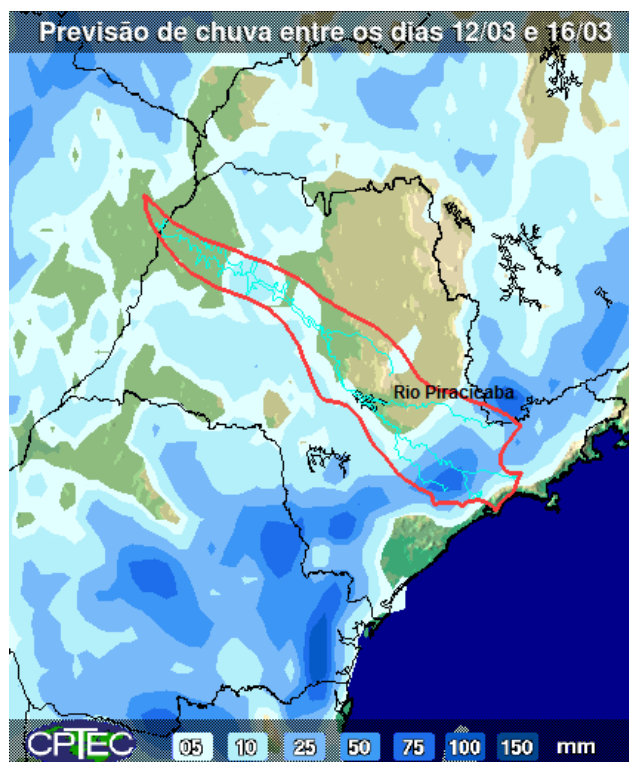 Previsão de chuva entre os dias 12/03 e 16/03
Rio Piracicaba
CPTEC 05 10 25 50 75 100 150 mm